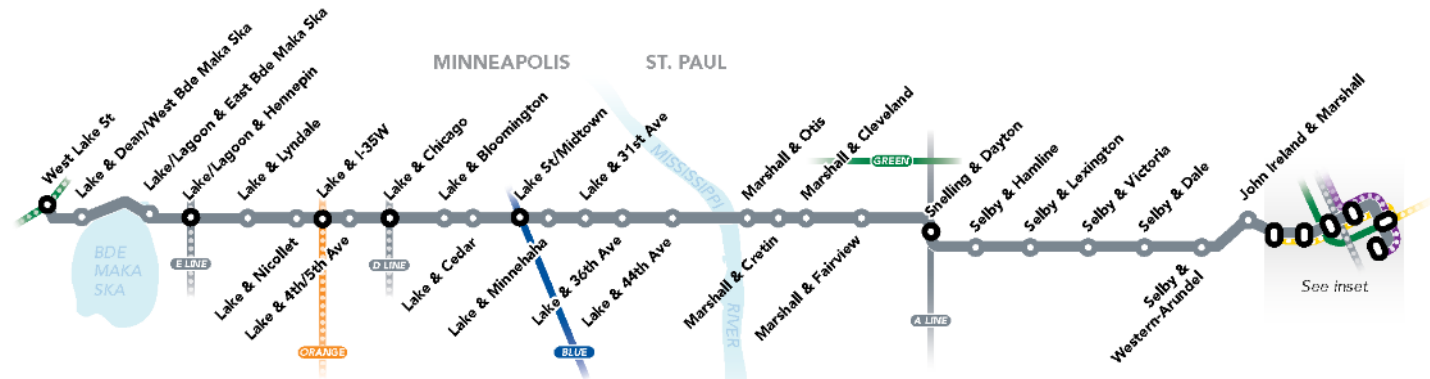 MINNEAPOLIS
ST. PAUL
West Lake St
Lake & Dean/West Bde Maka Ska
Lake/Lagoon & East Bde Maka Ska
Lake/Lagoon & Hennepin
Lake & Lyndale
Lake & Nicollet
Lake & I-35W
Lake & 4th/5th Ave
Lake & Chicago
Lake & Bloomington
Lake & Cedar
Lake St/Midtown
Lake & Minnehaha
Lake & 31st Ave
Lake & 36th Ave
Lake & 44th Ave
Marshall & Otis
Marshall & Cretin
Marshall & Cleveland
Marshall & Fairview
Snelling & Dayton
Selby & Hamline
Selby & Lexington
Selby & Victoria
Selby & Dale
Selby &
Western-Arundel
John Ireland & Marshall
BDE
MAKA
SKA
MISSISSIPPI
RIVER
E LINE
ORANGE
D LINE
BLUE
GREEN
A LINE
See inset